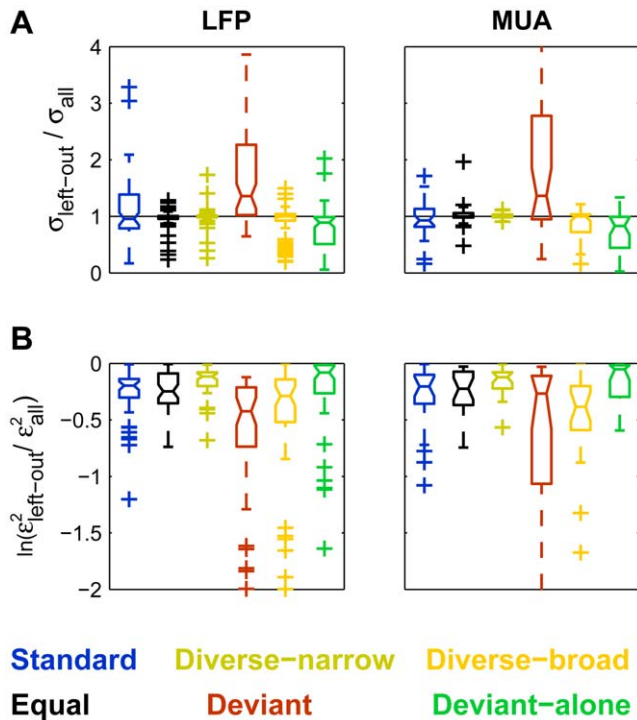 A
LFP
MUA
σleft−out / σall
4
3
2
1
0
B
ln(ε²left−out/ ε²all)
0
−0.5
−1
−1.5
−2
Standard Diverse−narrow Diverse−broad
Equal Deviant Deviant−alone